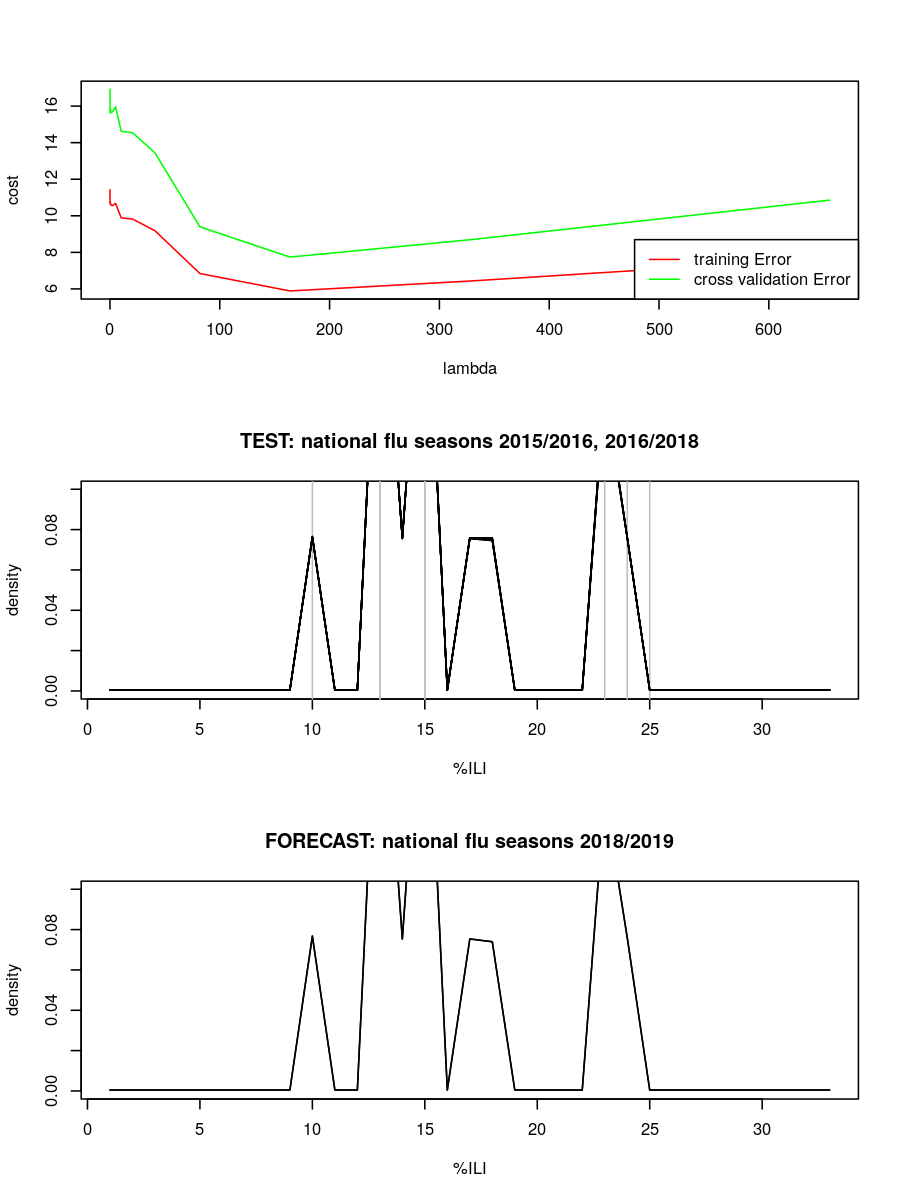 cost
16
14
12
10
8
6
training Error
cross validation Error
0 100 200 300 400 500 600
lambda
TEST: national flu seasons 2015/2016, 2016/2018
density
0.08
0.04
0.00
0 5 10 15 20 25 30
%ILI
FORECAST: national flu seasons 2018/2019
density
0.08
0.04
0.00
0 5 10 15 20 25 30
%ILI